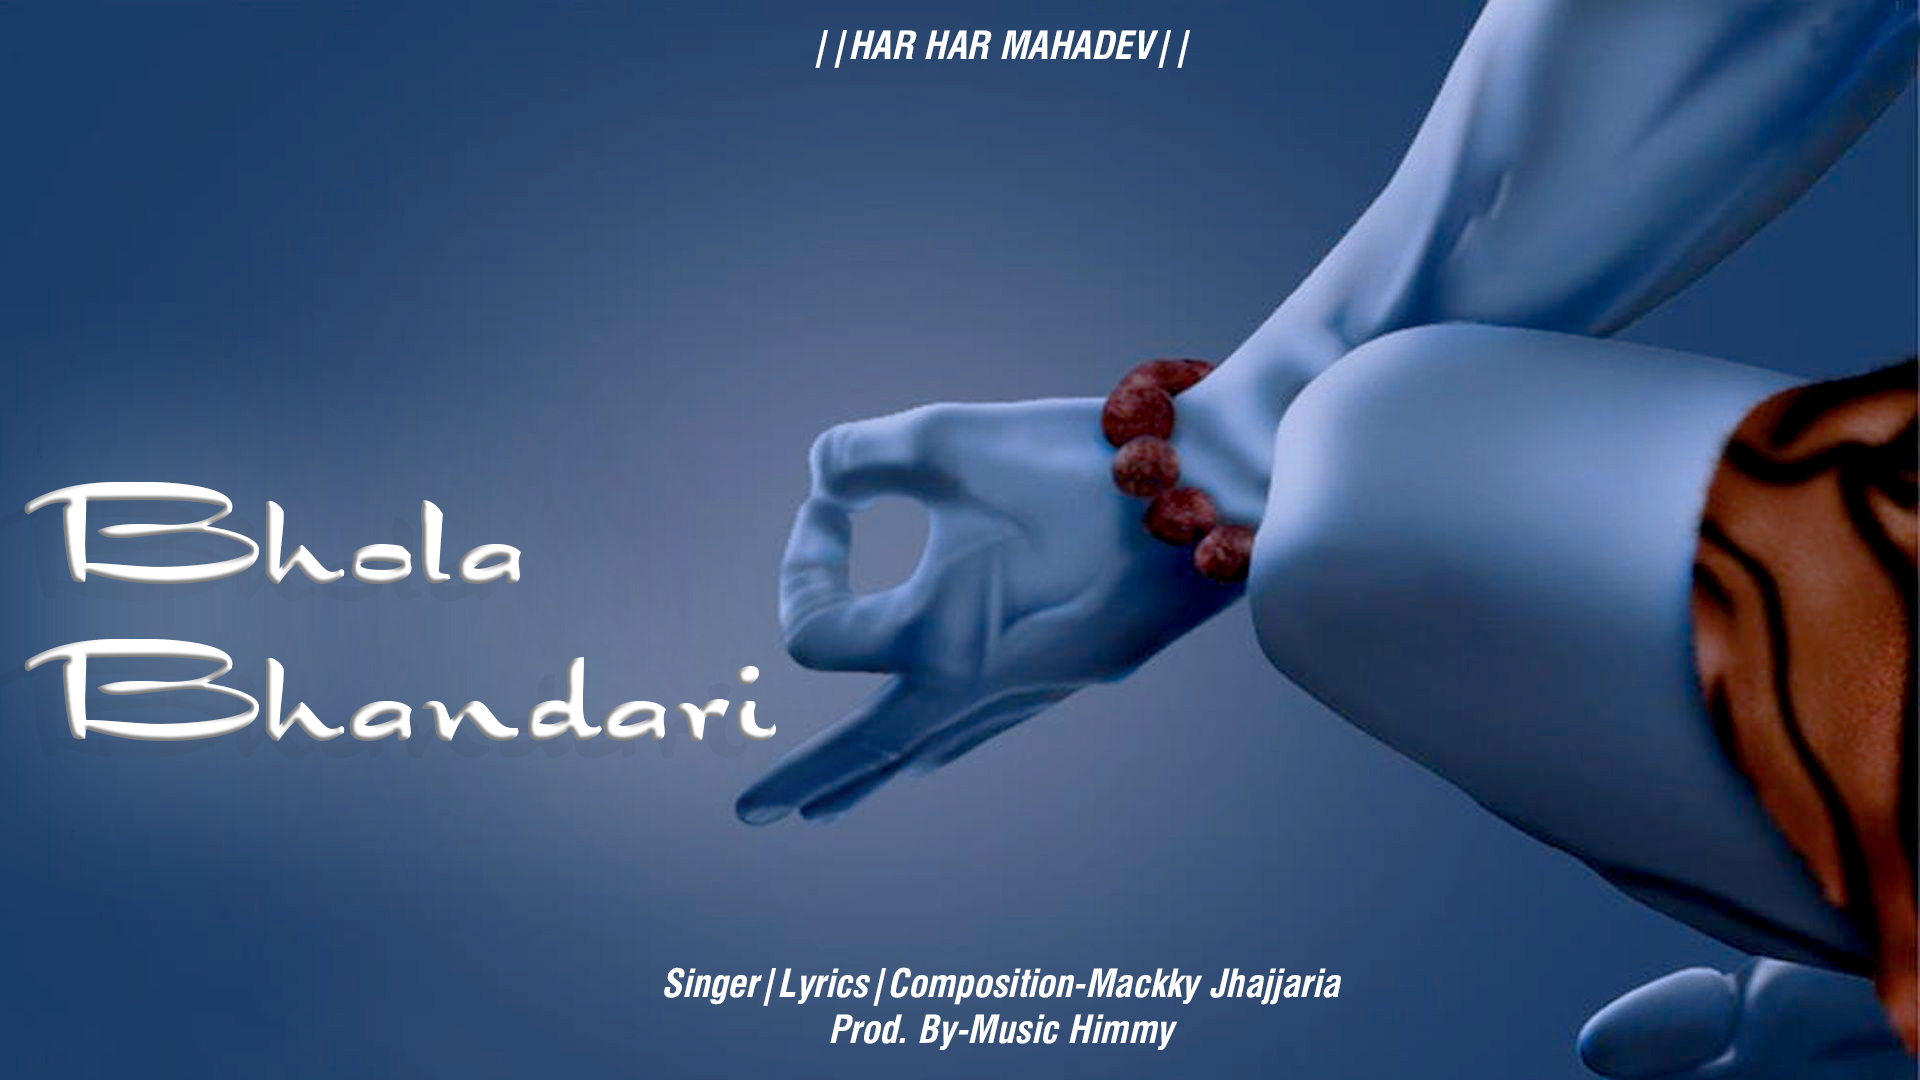 ||HAR HAR MAHADEV||
Bhola
Bhandari
Singer|Lyrics|Composition-Mackky Jhajjaria
Prod. By-Music Himmy